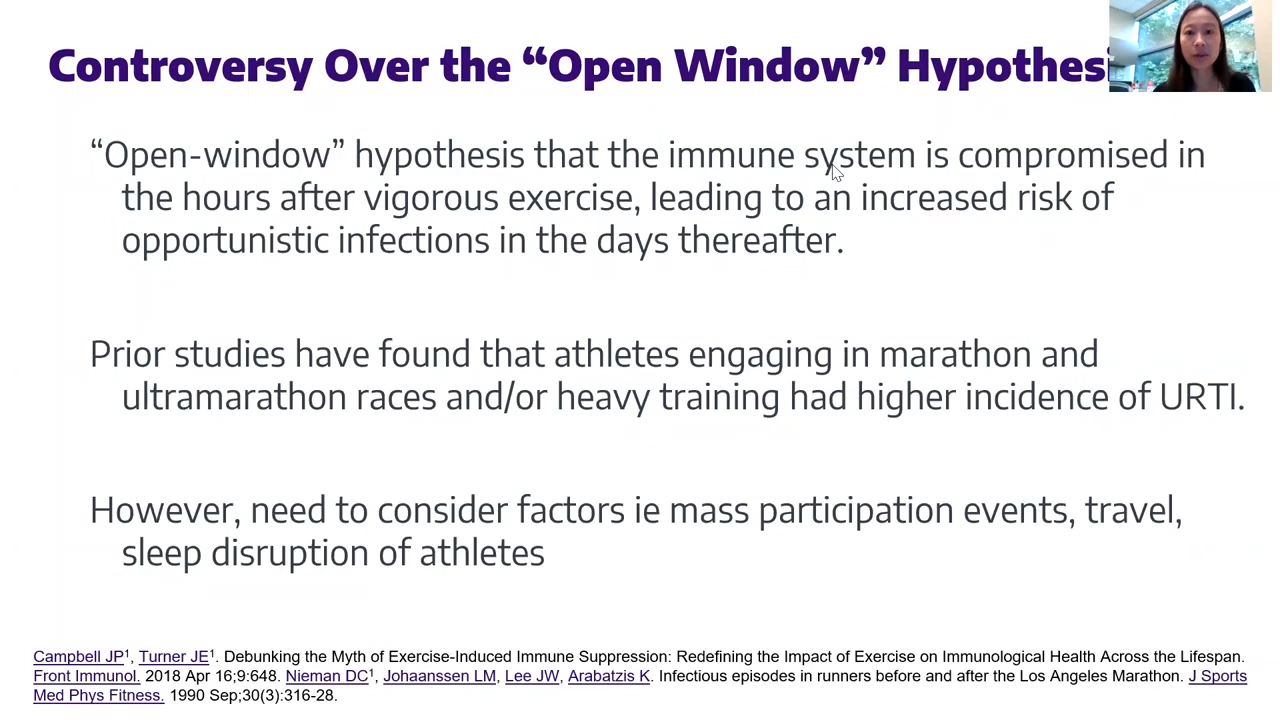 Controversy Over the “Open Window” Hypothesi
“Open-window” hypothesis that the immune system is compromised in
the hours after vigorous exercise, leading to an increased risk of
opportunistic infections in the days thereafter.
Prior studies have found that athletes engaging in marathon and
ultramarathon races and/or heavy training had higher incidence of URTI.
However, need to consider factors ie mass participation events, travel,
sleep disruption of athletes
Campbell JP¹, Turner JE¹. Debunking the Myth of Exercise-Induced Immune Suppression: Redefining the Impact of Exercise on Immunological Health Across the Lifespan.
Front Immunol. 2018 Apr 16;9:648. Nieman DC¹, Johaanssen LM, Lee JW, Arabatzis K. Infectious episodes in runners before and after the Los Angeles Marathon. J Sports
Med Phys Fitness. 1990 Sep;30(3):316-28.